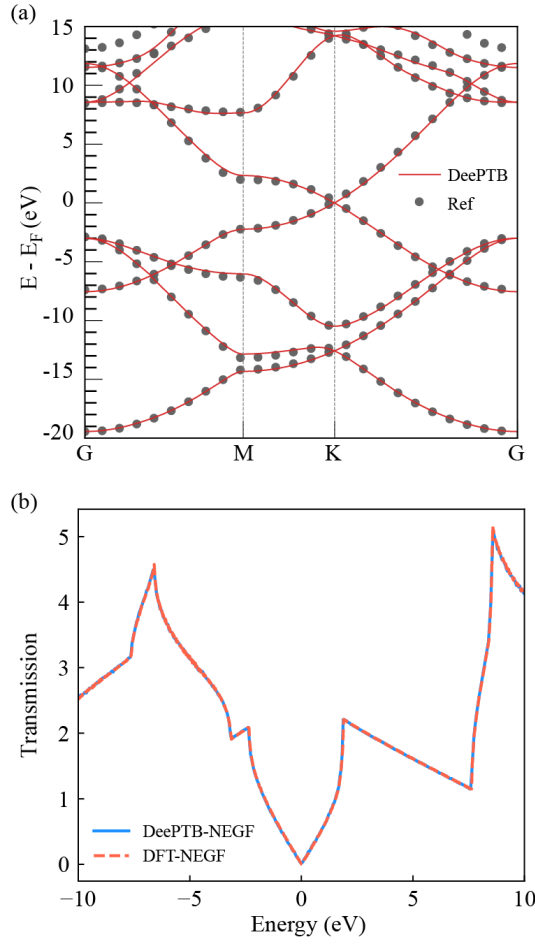 (a)
15
10
5
0
-5
-10
-15
-20
E - E_F (eV)
DeePTB
Ref
G
M
K
G
(b)
5
4
3
2
1
0
Transmission
DeePTB-NEGF
DFT-NEGF
−10
−5
0
5
10
Energy (eV)